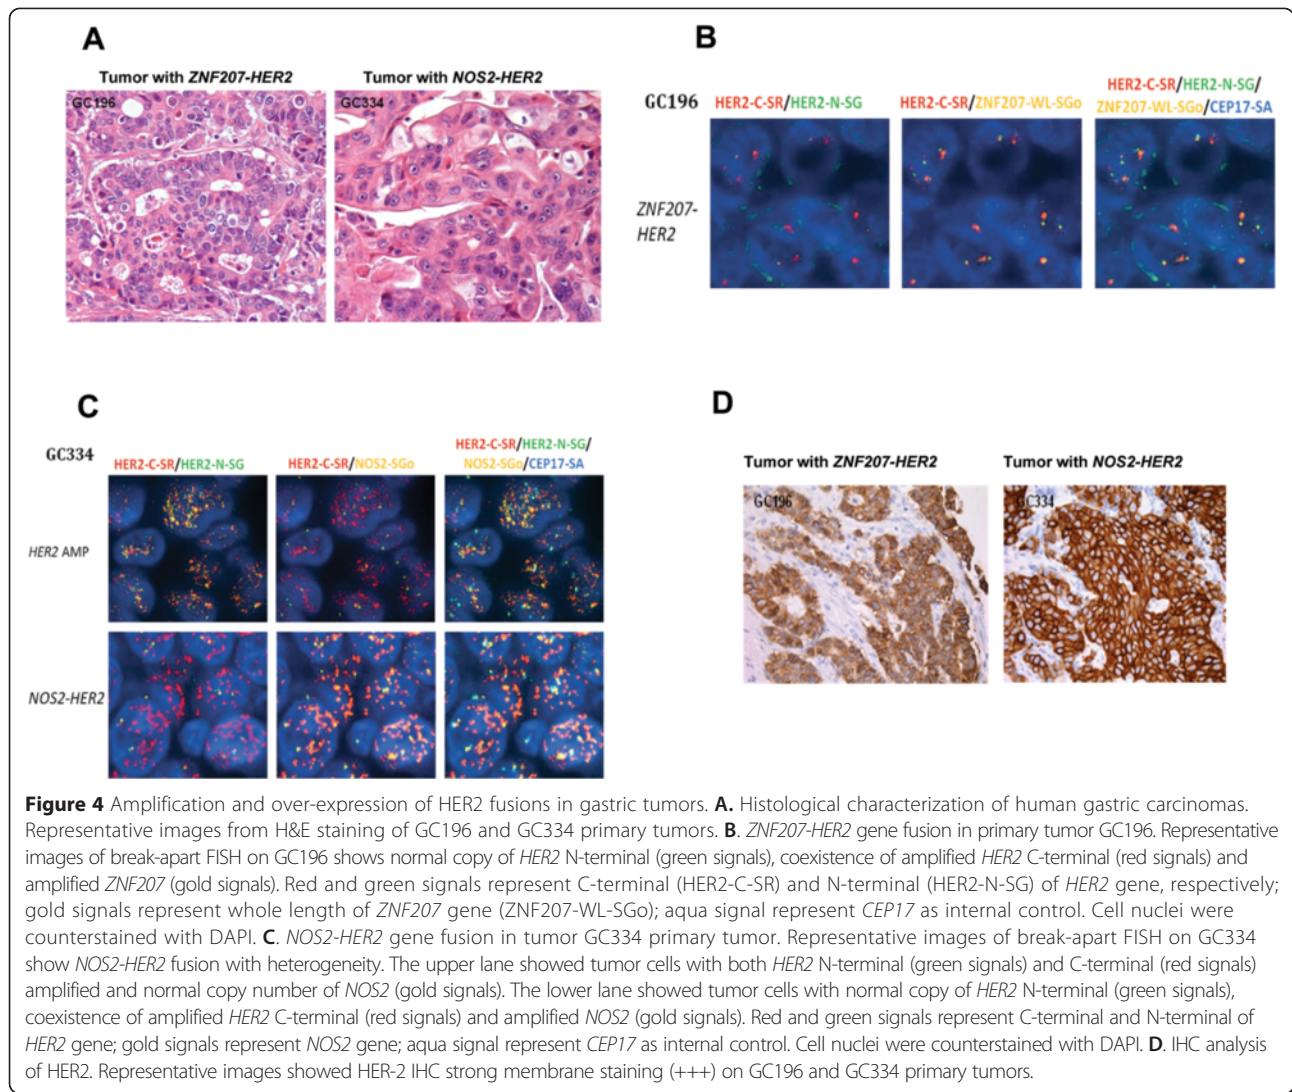 A
Tumor with ZNF207-HER2
Tumor with NOS2-HER2
GC196
GC334
B
GC196
HER2-C-SR/HER2-N-SG
HER2-C-SR/ZNF207-WL-SGo
HER2-C-SR/HER2-N-SG/
ZNF207-WL-SGo/CEP17-SA
ZNF207-
HER2
C
GC334
HER2-C-SR/HER2-N-SG
HER2-C-SR/NOS2-SGo
HER2-C-SR/HER2-N-SG/
NOS2-SGo/CEP17-SA
HER2 AMP
NOS2-HER2
D
Tumor with ZNF207-HER2
Tumor with NOS2-HER2
GC196
GC334
Figure 4 Amplification and over-expression of HER2 fusions in gastric tumors. A. Histological characterization of human gastric carcinomas.
Representative images from H&E staining of GC196 and GC334 primary tumors. B. ZNF207-HER2 gene fusion in primary tumor GC196. Representative
images of break-apart FISH on GC196 shows normal copy of HER2 N-terminal (green signals), coexistence of amplified HER2 C-terminal (red signals) and
amplified ZNF207 (gold signals). Red and green signals represent C-terminal (HER2-C-SR) and N-terminal (HER2-N-SG) of HER2 gene, respectively;
gold signals represent whole length of ZNF207 gene (ZNF207-WL-SGo); aqua signal represent CEP17 as internal control. Cell nuclei were
counterstained with DAPI. C. NOS2-HER2 gene fusion in tumor GC334 primary tumor. Representative images of break-apart FISH on GC334
show NOS2-HER2 fusion with heterogeneity. The upper lane showed tumor cells with both HER2 N-terminal (green signals) and C-terminal (red signals)
amplified and normal copy number of NOS2 (gold signals). The lower lane showed tumor cells with normal copy of HER2 N-terminal (green signals),
coexistence of amplified HER2 C-terminal (red signals) and amplified NOS2 (gold signals). Red and green signals represent C-terminal and N-terminal of
HER2 gene; gold signals represent NOS2 gene; aqua signal represent CEP17 as internal control. Cell nuclei were counterstained with DAPI. D. IHC analysis
of HER2. Representative images showed HER-2 IHC strong membrane staining (+++) on GC196 and GC334 primary tumors.